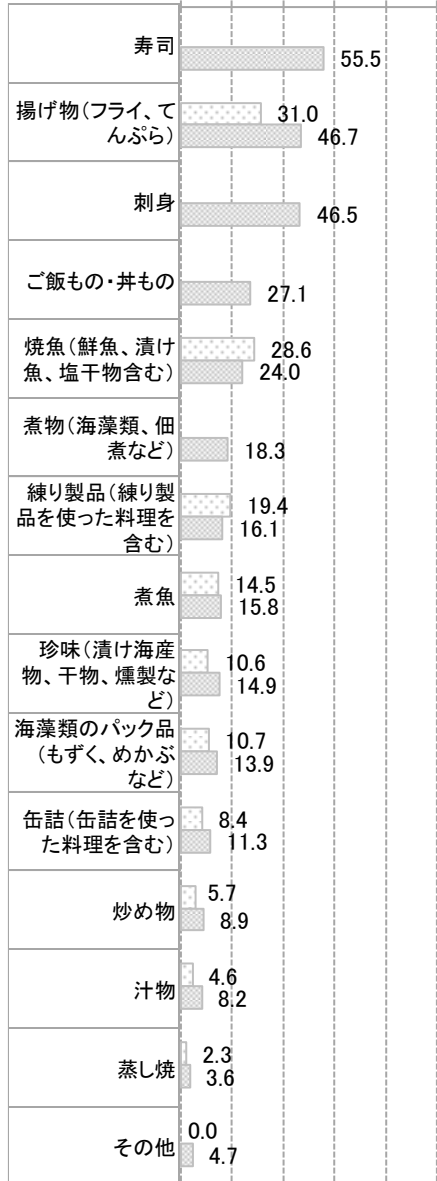 寿司
55.5
揚げ物(フライ、て
んぷら)
31.0
46.7
刺身
46.5
ご飯もの・丼もの
27.1
焼魚(鮮魚、漬け
魚、塩干物含む)
28.6
24.0
煮物(海藻類、佃
煮など)
18.3
練り製品(練り製
品を使った料理を
含む)
19.4
16.1
煮魚
14.5
15.8
珍味(漬け海産
物、干物、燻製な
ど)
10.6
14.9
海藻類のパック品
(もずく、めかぶ
など)
10.7
13.9
缶詰(缶詰を使っ
た料理を含む)
8.4
11.3
炒め物
5.7
8.9
汁物
4.6
8.2
蒸し焼
2.3
3.6
その他
0.0
4.7